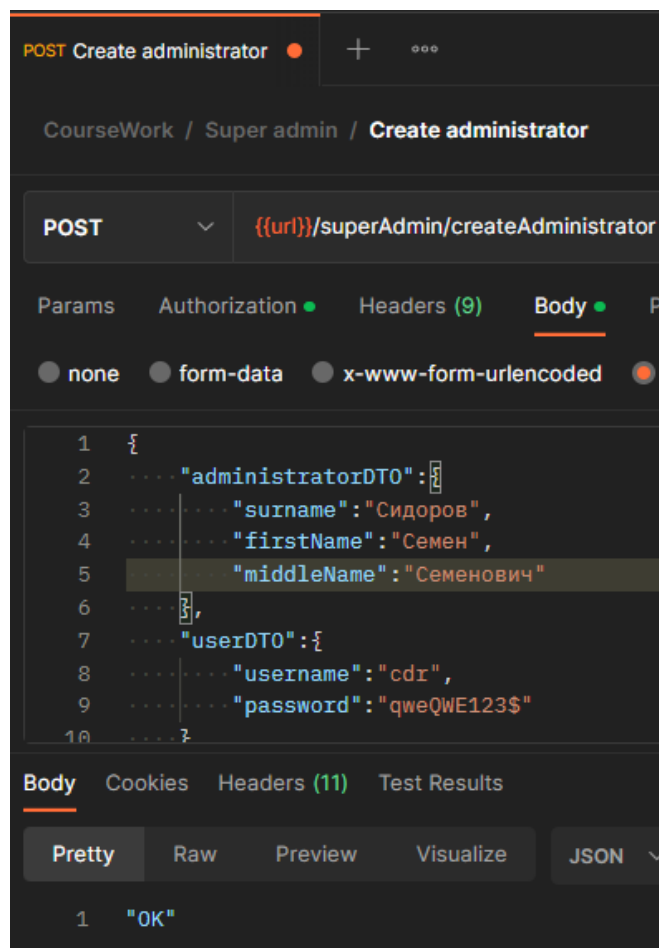 POST Create administrator
CourseWork / Super admin / Create administrator
POST {{url}}/superAdmin/createAdministrator
Params Authorization Headers (9) Body P
none form-data x-www-form-urlencoded
1 {
2 "administratorDTO":{
3 "surname":"Сидоров",
4 "firstName":"Семен",
5 "middleName":"Семенович"
6 },
7 "userDTO":{
8 "username":"cdr",
9 "password":"qweQWE123$"
10 }
Body Cookies Headers (11) Test Results
Pretty Raw Preview Visualize JSON
1 "OK"